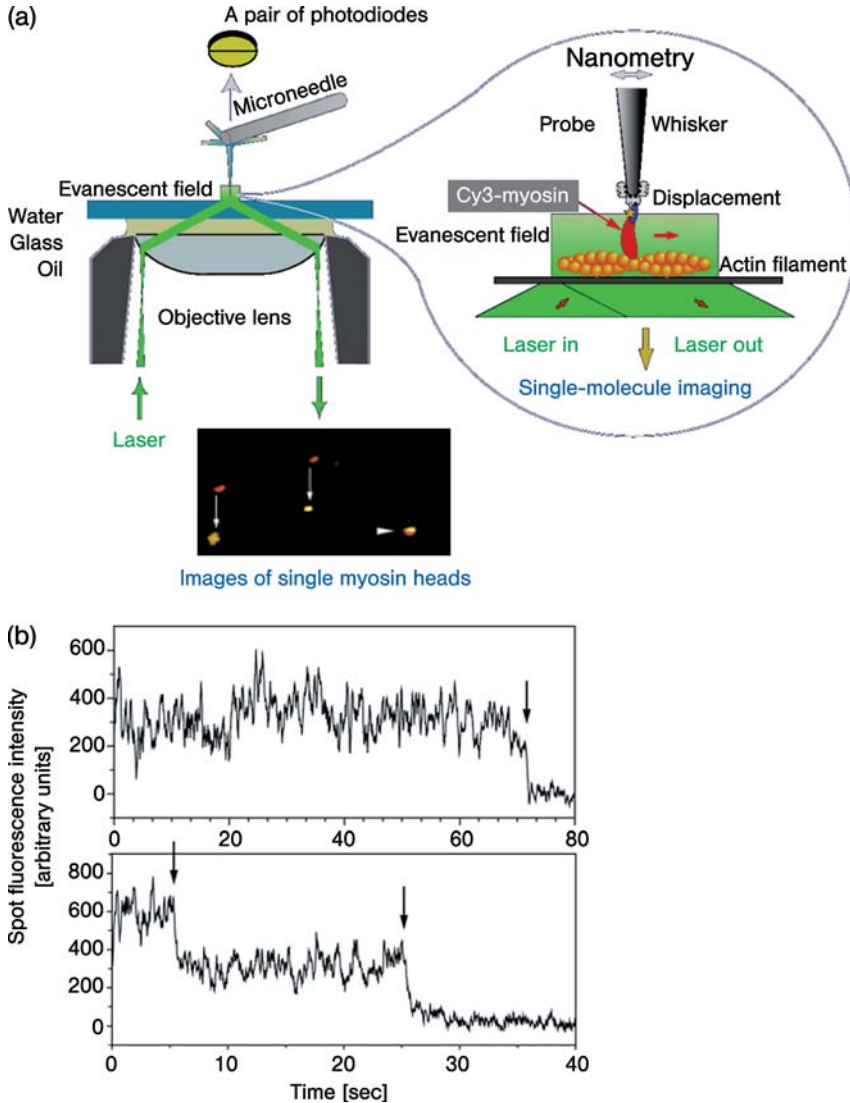 (a)
A pair of photodiodes
Microneedle
Evanescent field
Water
Glass
Oil
Objective lens
Laser
Nanometry
Probe Whisker
Cy3-myosin
Displacement
Evanescent field
Actin filament
Laser in Laser out
Single-molecule imaging
Images of single myosin heads
(b)
Spot fluorescence intensity
[arbitrary units]
600
400
200
0
0 20 40 60 80
800
600
400
200
0
0 10 20 30 40
Time [sec]